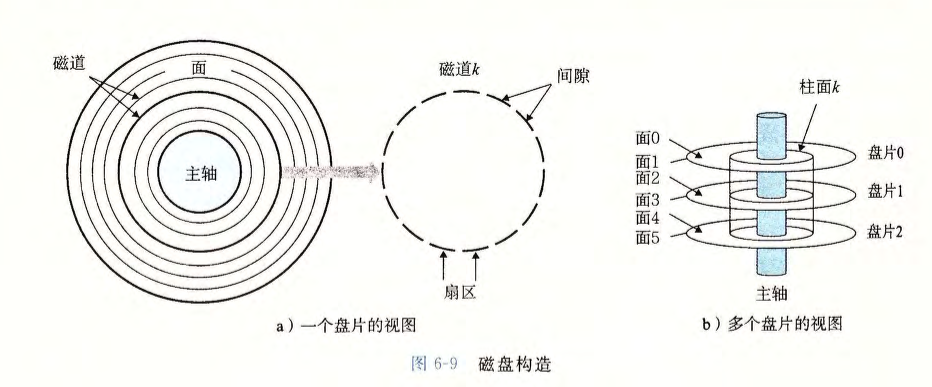 磁道
面
主轴
磁道k
间隙
扇区
a）一个盘片的视图
柱面k
面0
面1
面2
面3
面4
面5
盘片0
盘片1
盘片2
主轴
b）多个盘片的视图
图 6-9 磁盘构造